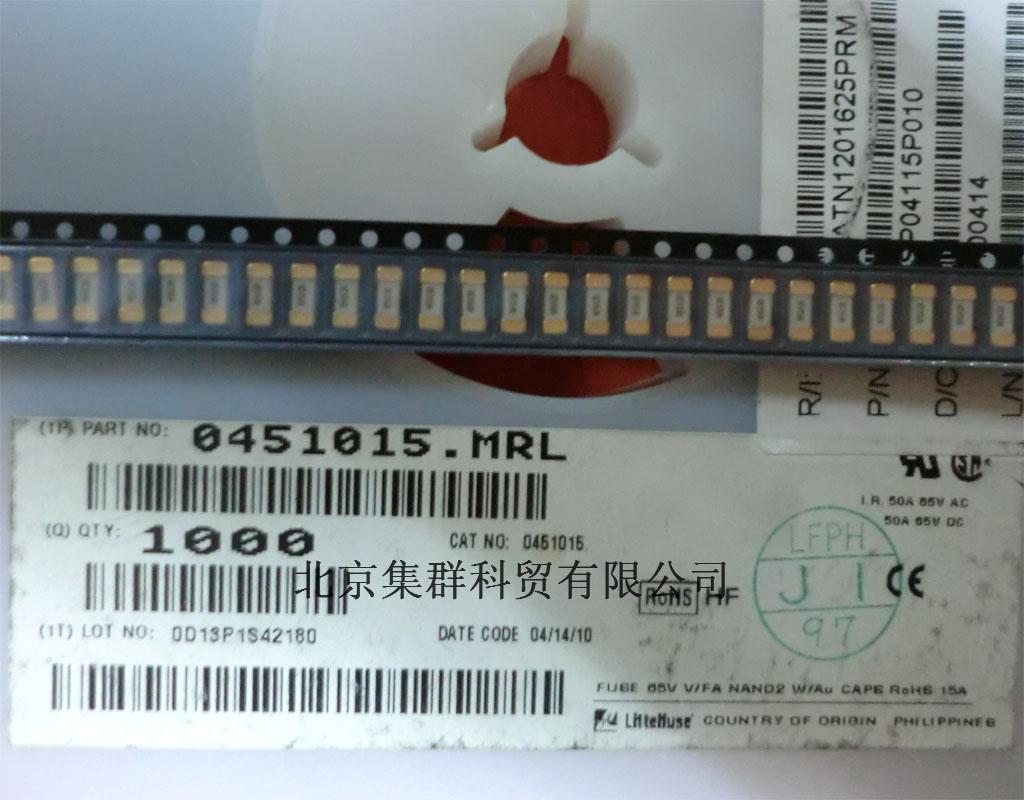 ATN1201625PRM
P04115P010
00414
R/I:
P/N
D/C
L/N
(1P) PART NO: 0451015.MRL
(Q) QTY: 1000
CAT NO: 0451015
I.R. 50A 65V AC
50A 65V DC
LFPH
J 1
97
CE
北京集群科贸有限公司
RoHS HF
(1T) LOT NO: 0D13P1S42180
DATE CODE 04/14/10
FUSE 65V V/FA NANO2 W/Au CAPS RoHS 15A
Littelfuse COUNTRY OF ORIGIN PHILIPPINES